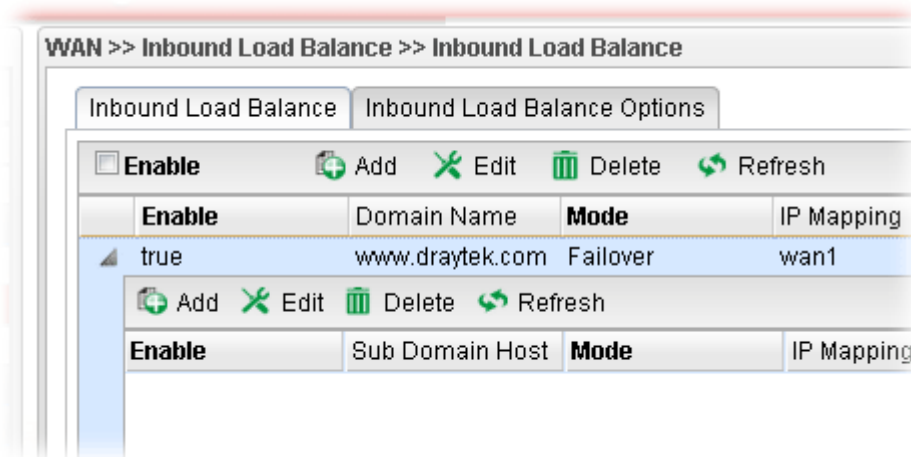 WAN >> Inbound Load Balance >> Inbound Load Balance
Inbound Load Balance Inbound Load Balance Options
Enable Add Edit Delete Refresh
Enable Domain Name Mode IP Mapping
true www.draytek.com Failover wan1
Add Edit Delete Refresh
Enable Sub Domain Host Mode IP Mapping